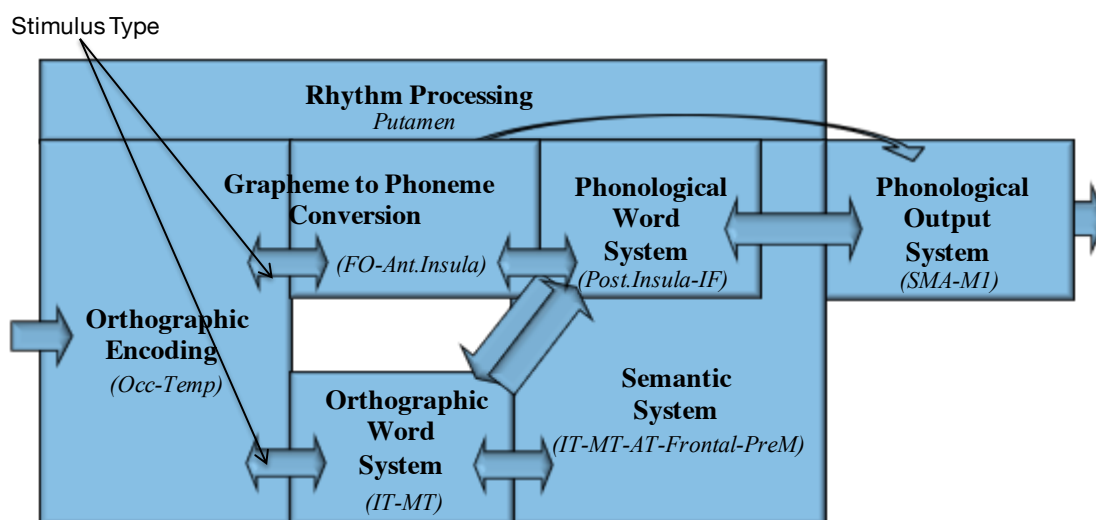 Stimulus Type
Rhythm Processing
Putamen
Grapheme to Phoneme
Conversion
(FO-Ant.Insula)
Phonological
Word
System
(Post.Insula-IF)
Phonological
Output
System
(SMA-M1)
Orthographic
Encoding
(Occ-Temp)
Orthographic
Word
System
(IT-MT)
Semantic
System
(IT-MT-AT-Frontal-PreM)